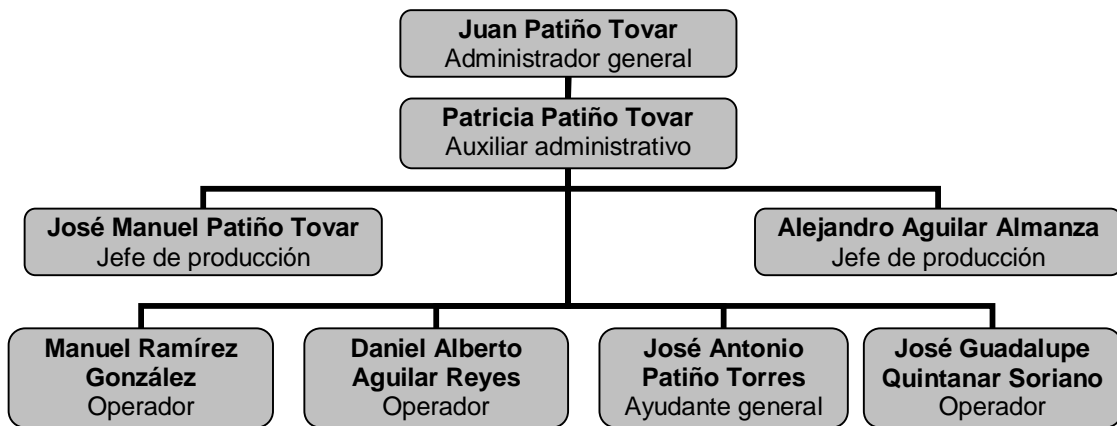 Juan Patiño Tovar
Administrador general
Patricia Patiño Tovar
Auxiliar administrativo
José Manuel Patiño Tovar
Jefe de producción
Alejandro Aguilar Almanza
Jefe de producción
Manuel Ramírez
González
Operador
Daniel Alberto
Aguilar Reyes
Operador
José Antonio
Patiño Torres
Ayudante general
José Guadalupe
Quintanar Soriano
Operador